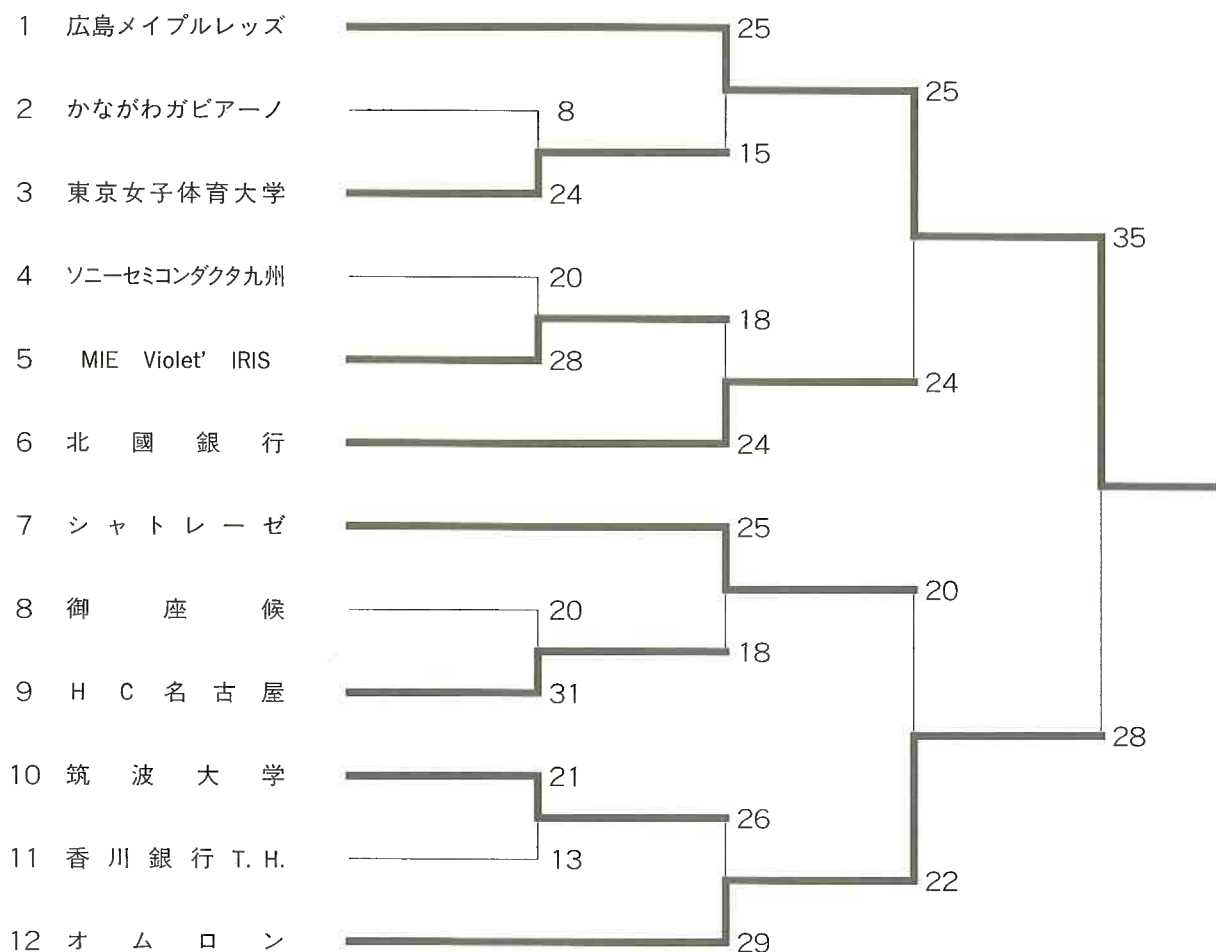 1 広島メイプルレッズ 25
25
2 かながわガビアーノ 8
15
3 東京女子体育大学 24
35
4 ソニーセミコンダクタ九州 20
18
5 MIE Violet' IRIS 28
24
6 北國銀行 24
7 シャトレーゼ 25
20
8 御座候 20
18
9 HC名古屋 31
28
10 筑波大学 21
26
11 香川銀行T.H. 13
22
12 オムロン 29